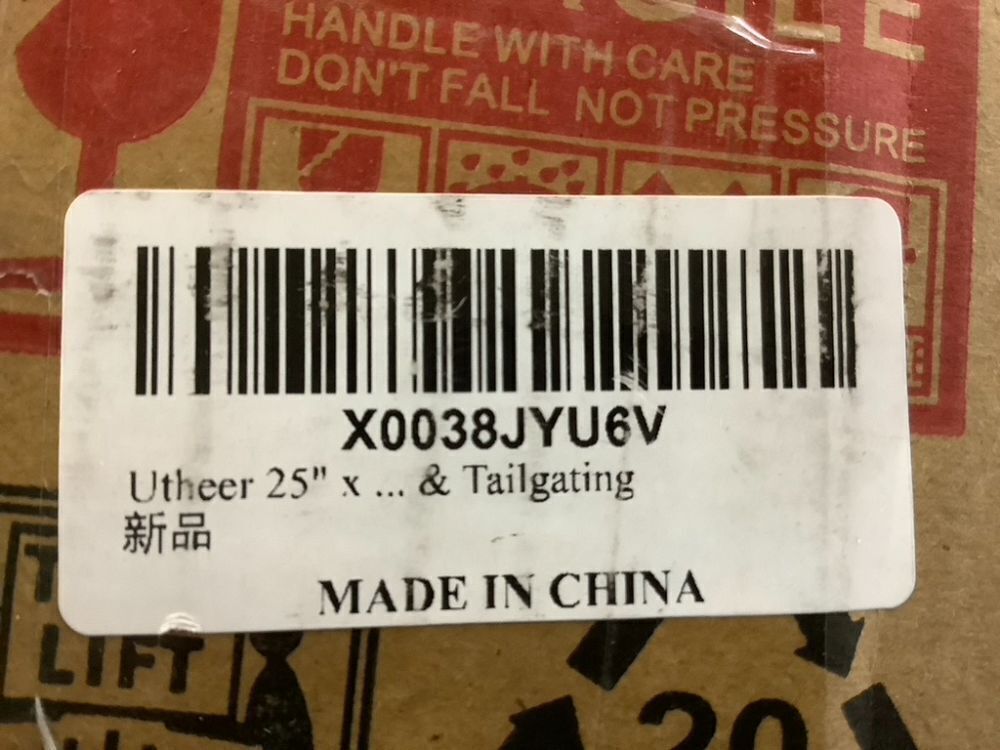 HANDLE WITH CARE
DON'T FALL NOT PRESSURE
X0038JYU6V
Utheer 25" x ... & Tailgating
新品
MADE IN CHINA
LIFT
20